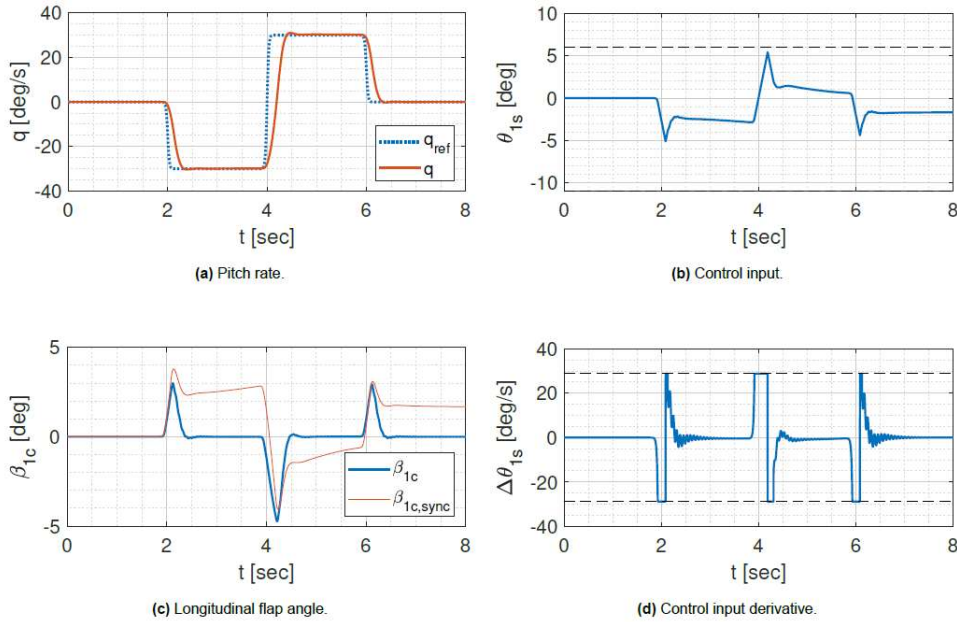 q [deg/s]
40
20
0
-20
-40
q_ref
q
0 2 4 6 8
t [sec]
(a) Pitch rate.
θ_1s [deg]
10
5
0
-5
-10
0 2 4 6 8
t [sec]
(b) Control input.
β_1c [deg]
5
0
-5
β_1c
β_1c,sync
0 2 4 6 8
t [sec]
(c) Longitudinal flap angle.
Δθ_1s [deg/s]
40
20
0
-20
-40
0 2 4 6 8
t [sec]
(d) Control input derivative.